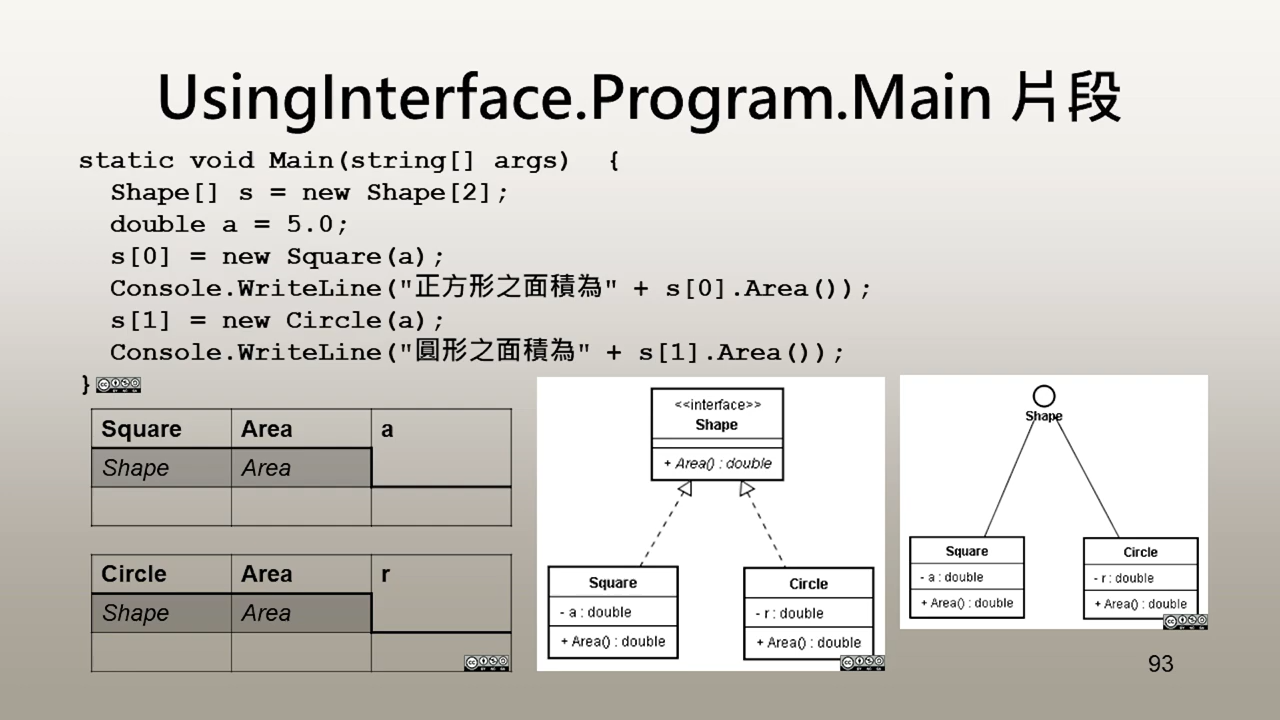 UsingInterface.Program.Main 片段
static void Main(string[] args)  {
Shape[] s = new Shape[2];
double a = 5.0;
s[0] = new Square(a);
Console.WriteLine("正方形之面積為" + s[0].Area());
s[1] = new Circle(a);
Console.WriteLine("圓形之面積為" + s[1].Area());
}
Square Area a
Shape Area
Circle Area r
Shape Area
<<interface>>
Shape
+ Area() : double
Square
- a : double
+ Area() : double
Circle
- r : double
+ Area() : double
Shape
Square
- a : double
+ Area() : double
Circle
- r : double
+ Area() : double
93